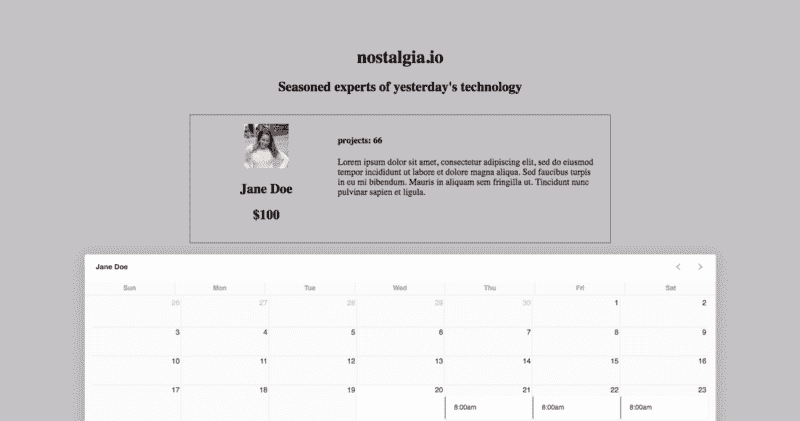 nostalgia.io
Seasoned experts of yesterday's technology
projects: 66
Lorem ipsum dolor sit amet, consectetur adipiscing elit, sed do eiusmod
tempor incididunt ut labore et dolore magna aliqua. Sed faucibus turpis
in eu mi bibendum. Mauris in aliquam sem fringilla ut. Tincidunt nunc
pulvinar sapien et ligula.
Jane Doe
$100
Jane Doe
Sun Mon Tue Wed Thu Fri Sat
26 27 28 29 30 1 2
3 4 5 6 7 8 9
10 11 12 13 14 15 16
17 18 19 20 21 22 23
8:00am 8:00am 8:00am